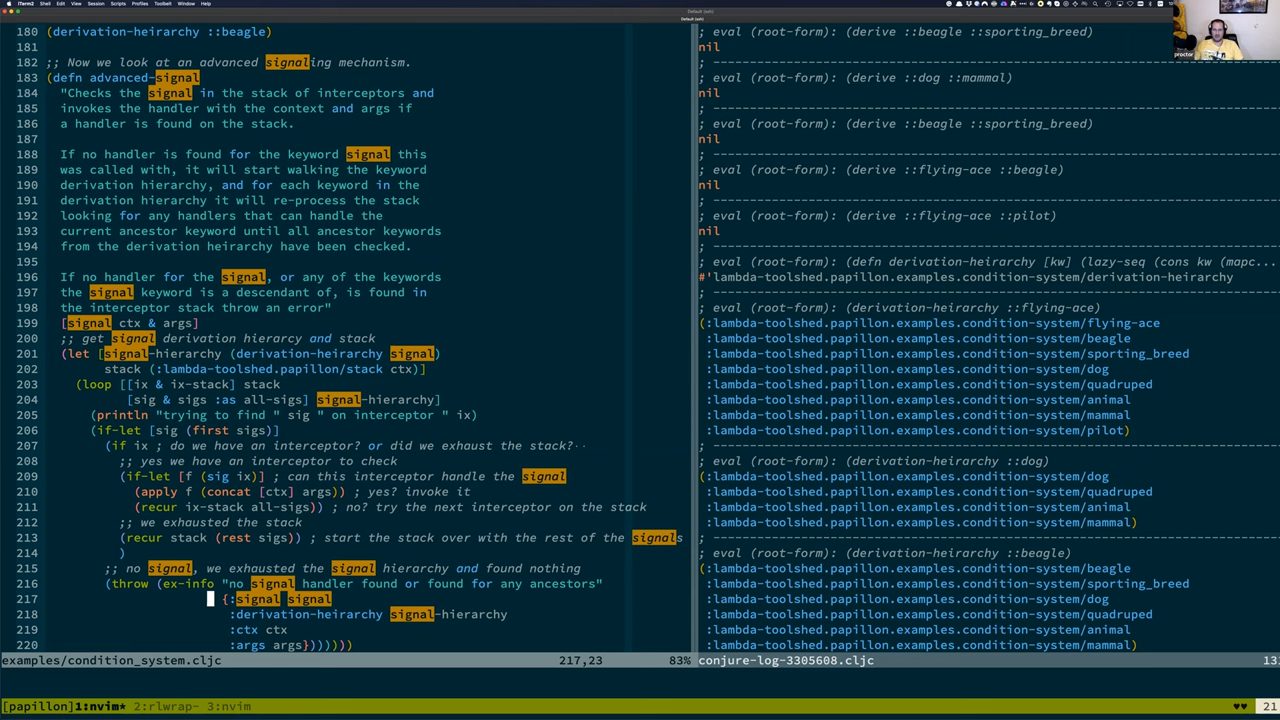 iTerm2 Shell Edit View Session Scripts Profiles Toolbelt Window Help
Default (ssh)
Default (ssh)
180 (derivation-heirarchy ::beagle)
181
182 ;; Now we look at an advanced signaling mechanism.
183 (defn advanced-signal
184 "Checks the signal in the stack of interceptors and
185 invokes the handler with the context and args if
186 a handler is found on the stack.
187
188 If no handler is found for the keyword signal this
189 was called with, it will start walking the keyword
190 derivation hierarchy, and for each keyword in the
191 derivation hierarchy it will re-process the stack
192 looking for any handlers that can handle the
193 current ancestor keyword until all ancestor keywords
194 from the derivation heirarchy have been checked.
195
196 If no handler for the signal, or any of the keywords
197 the signal keyword is a descendant of, is found in
198 the interceptor stack throw an error"
199 [signal ctx & args]
200 ;; get signal derivation hierarcy and stack
201 (let [signal-hierarchy (derivation-heirarchy signal)
202 stack (:lambda-toolshed.papillon/stack ctx)]
203 (loop [[ix & ix-stack] stack
204 [sig & sigs :as all-sigs] signal-hierarchy]
205 (println "trying to find " sig " on interceptor " ix)
206 (if-let [sig (first sigs)]
207 (if ix ; do we have an interceptor? or did we exhaust the stack?··
208 ;; yes we have an interceptor to check
209 (if-let [f (sig ix)] ; can this interceptor handle the signal
210 (apply f (concat [ctx] args)) ; yes? invoke it
211 (recur ix-stack all-sigs)) ; no? try the next interceptor on the stack
212 ;; we exhausted the stack
213 (recur stack (rest sigs)) ; start the stack over with the rest of the signals
214 )
215 ;; no signal, we exhausted the signal hierarchy and found nothing
216 (throw (ex-info "no signal handler found or found for any ancestors"
217 {:signal signal
218 :derivation-heirarchy signal-hierarchy
219 :ctx ctx
220 :args args}))))))
examples/condition_system.cljc 217,23 83%
; eval (root-form): (derive ::beagle ::sporting_breed)
nil
; --------------------------------------------------------------------------------
; eval (root-form): (derive ::dog ::mammal)
nil
; --------------------------------------------------------------------------------
; eval (root-form): (derive ::beagle ::sporting_breed)
nil
; --------------------------------------------------------------------------------
; eval (root-form): (derive ::flying-ace ::beagle)
nil
; --------------------------------------------------------------------------------
; eval (root-form): (derive ::flying-ace ::pilot)
nil
; --------------------------------------------------------------------------------
; eval (root-form): (defn derivation-heirarchy [kw] (lazy-seq (cons kw (mapc...
#'lambda-toolshed.papillon.examples.condition-system/derivation-heirarchy
; --------------------------------------------------------------------------------
; eval (root-form): (derivation-heirarchy ::flying-ace)
(:lambda-toolshed.papillon.examples.condition-system/flying-ace
:lambda-toolshed.papillon.examples.condition-system/beagle
:lambda-toolshed.papillon.examples.condition-system/sporting_breed
:lambda-toolshed.papillon.examples.condition-system/dog
:lambda-toolshed.papillon.examples.condition-system/quadruped
:lambda-toolshed.papillon.examples.condition-system/animal
:lambda-toolshed.papillon.examples.condition-system/mammal
:lambda-toolshed.papillon.examples.condition-system/pilot)
; --------------------------------------------------------------------------------
; eval (root-form): (derivation-heirarchy ::dog)
(:lambda-toolshed.papillon.examples.condition-system/dog
:lambda-toolshed.papillon.examples.condition-system/quadruped
:lambda-toolshed.papillon.examples.condition-system/animal
:lambda-toolshed.papillon.examples.condition-system/mammal)
; --------------------------------------------------------------------------------
; eval (root-form): (derivation-heirarchy ::beagle)
(:lambda-toolshed.papillon.examples.condition-system/beagle
:lambda-toolshed.papillon.examples.condition-system/sporting_breed
:lambda-toolshed.papillon.examples.condition-system/dog
:lambda-toolshed.papillon.examples.condition-system/quadruped
:lambda-toolshed.papillon.examples.condition-system/animal
:lambda-toolshed.papillon.examples.condition-system/mammal)
conjure-log-3305608.cljc 13
proctor
[papillon]1:nvim* 2:rlwrap- 3:nvim ♥♥ 21